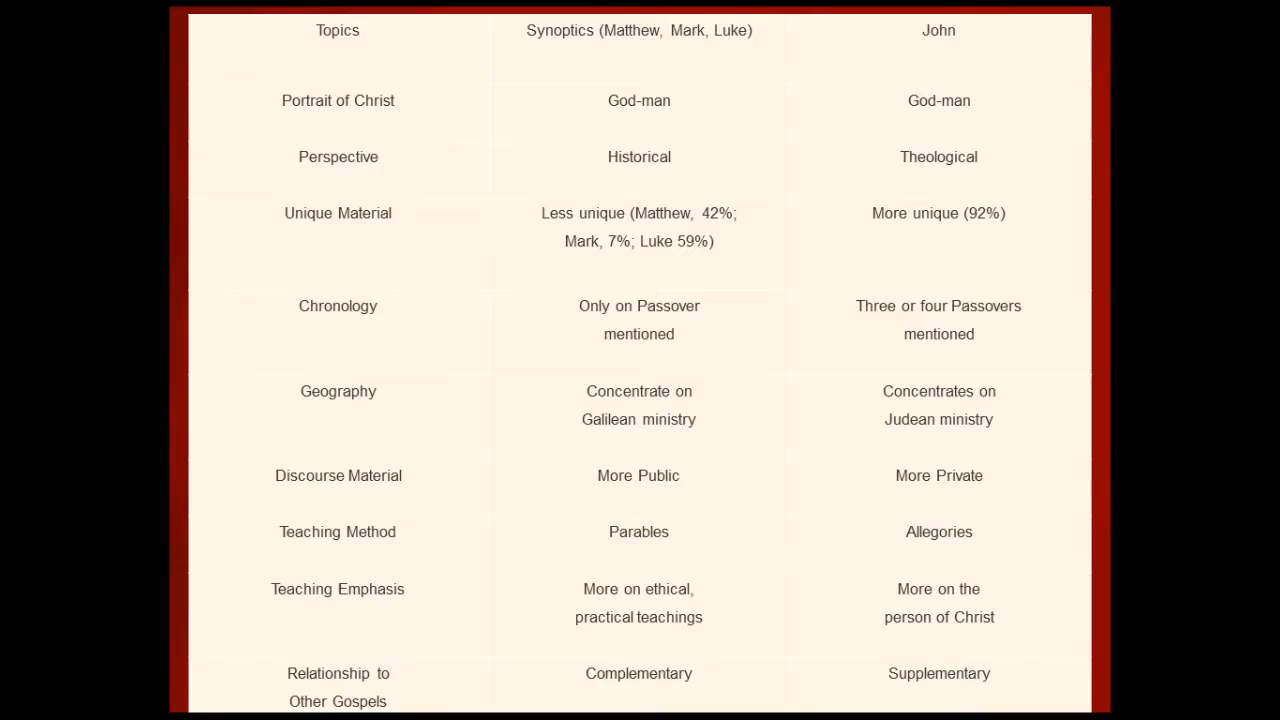 Topics Synoptics (Matthew, Mark, Luke) John
Portrait of Christ God-man God-man
Perspective Historical Theological
Unique Material Less unique (Matthew, 42%; More unique (92%)
Mark, 7%; Luke 59%)
Chronology Only on Passover Three or four Passovers
mentioned mentioned
Geography Concentrate on Concentrates on
Galilean ministry Judean ministry
Discourse Material More Public More Private
Teaching Method Parables Allegories
Teaching Emphasis More on ethical, More on the
practical teachings person of Christ
Relationship to Complementary Supplementary
Other Gospels